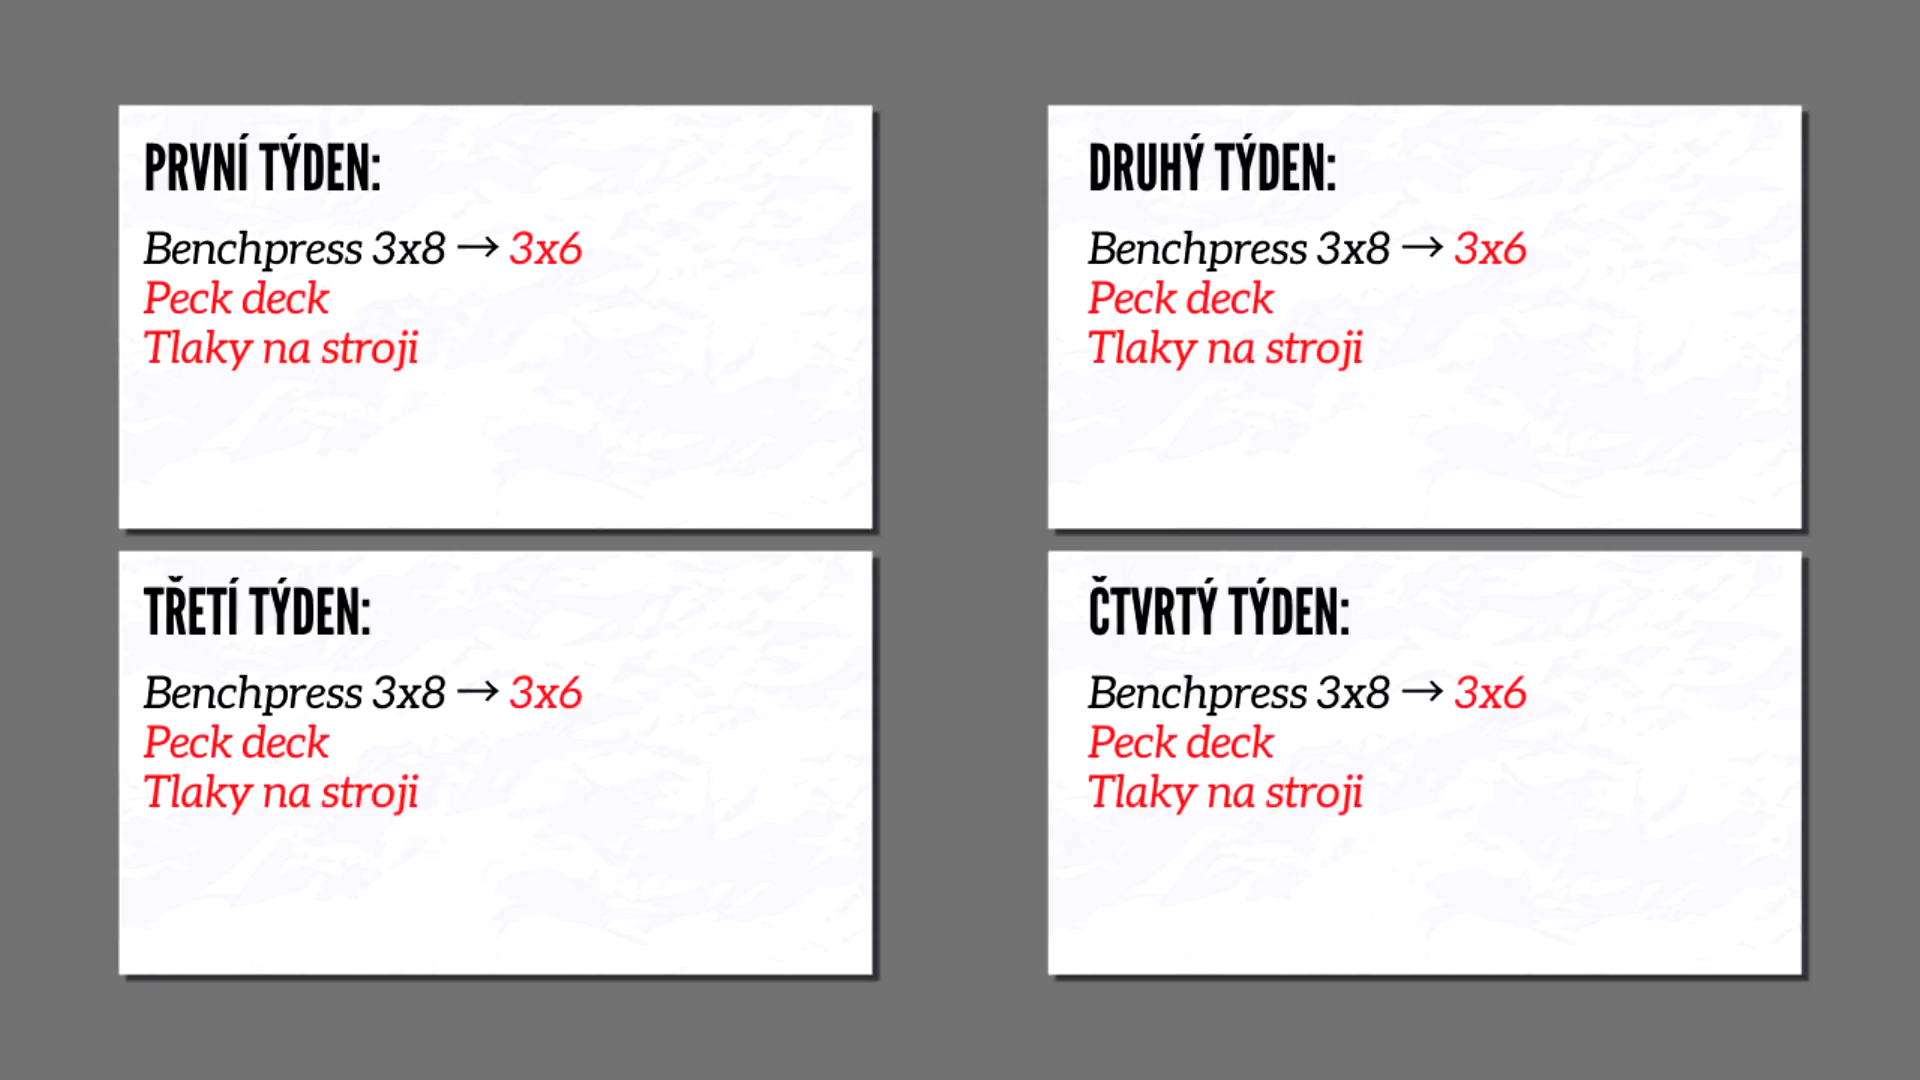 PRVNÍ TÝDEN:
Benchpress 3x8 → 3x6
Peck deck
Tlaky na stroji
DRUHÝ TÝDEN:
Benchpress 3x8 → 3x6
Peck deck
Tlaky na stroji
TŘETÍ TÝDEN:
Benchpress 3x8 → 3x6
Peck deck
Tlaky na stroji
ČTVRTÝ TÝDEN:
Benchpress 3x8 → 3x6
Peck deck
Tlaky na stroji